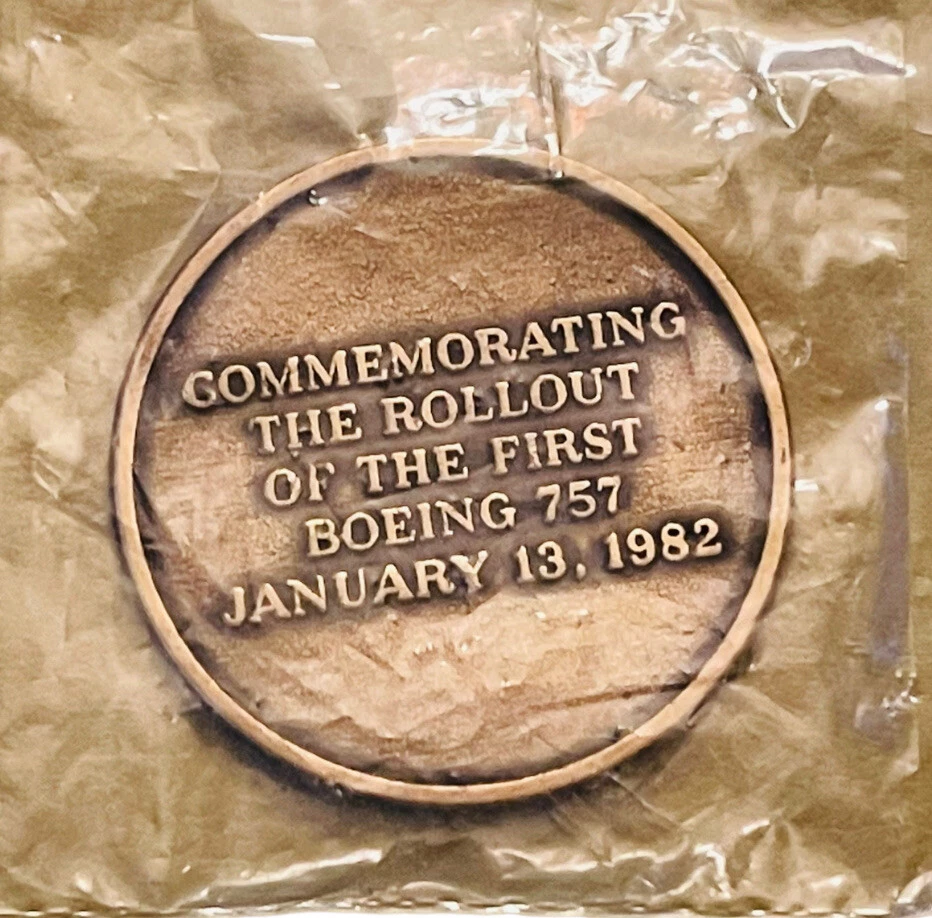 COMMEMORATING
THE ROLLOUT
OF THE FIRST
BOEING 757
JANUARY 13, 1982